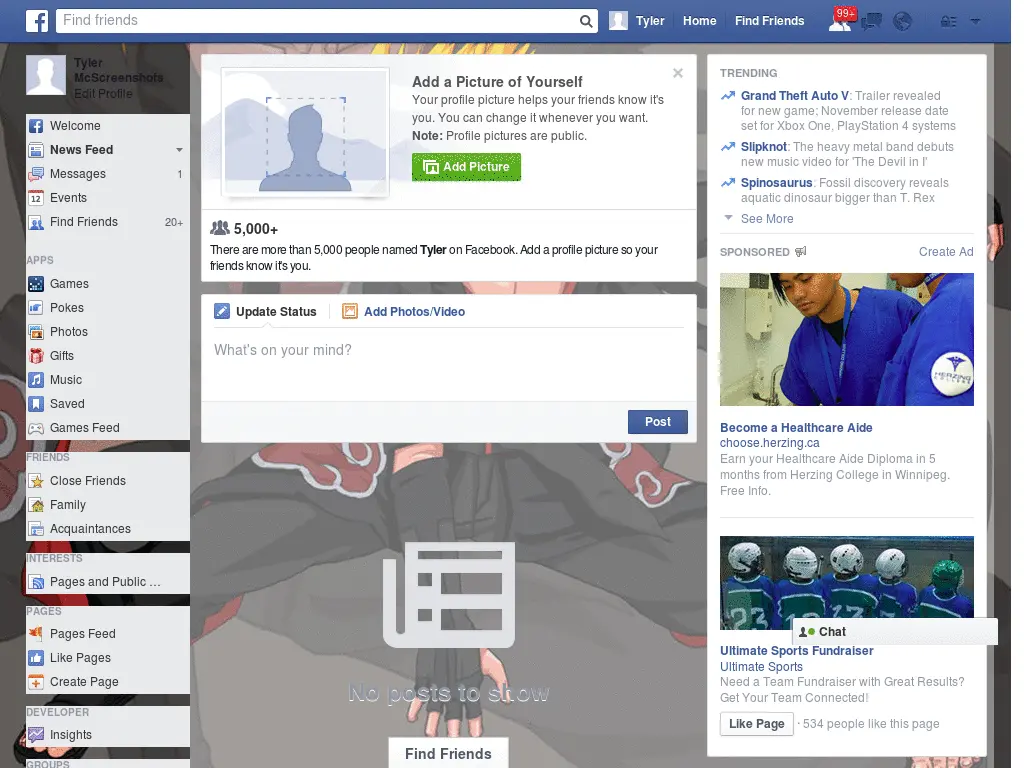 Find friends
Tyler
Home
Find Friends
99+
Tyler
McScreenshots
Edit Profile
Welcome
News Feed
Messages 1
12 Events
Find Friends 20+
APPS
Games
Pokes
Photos
Gifts
Music
Saved
Games Feed
FRIENDS
Close Friends
Family
Acquaintances
INTERESTS
Pages and Public ...
PAGES
Pages Feed
Like Pages
Create Page
DEVELOPER
Insights
GROUPS
Add a Picture of Yourself
Your profile picture helps your friends know it's
you. You can change it whenever you want.
Note: Profile pictures are public.
Add Picture
5,000+
There are more than 5,000 people named Tyler on Facebook. Add a profile picture so your
friends know it's you.
Update Status
Add Photos/Video
What's on your mind?
Post
No posts to show
Find Friends
TRENDING
Grand Theft Auto V: Trailer revealed
for new game; November release date
set for Xbox One, PlayStation 4 systems
Slipknot: The heavy metal band debuts
new music video for 'The Devil in I'
Spinosaurus: Fossil discovery reveals
aquatic dinosaur bigger than T. Rex
See More
SPONSORED
Create Ad
HERZING
COLLEGE
Become a Healthcare Aide
choose.herzing.ca
Earn your Healthcare Aide Diploma in 5
months from Herzing College in Winnipeg.
Free Info.
23
13
Chat
Ultimate Sports Fundraiser
Ultimate Sports
Need a Team Fundraiser with Great Results?
Get Your Team Connected!
Like Page · 534 people like this page